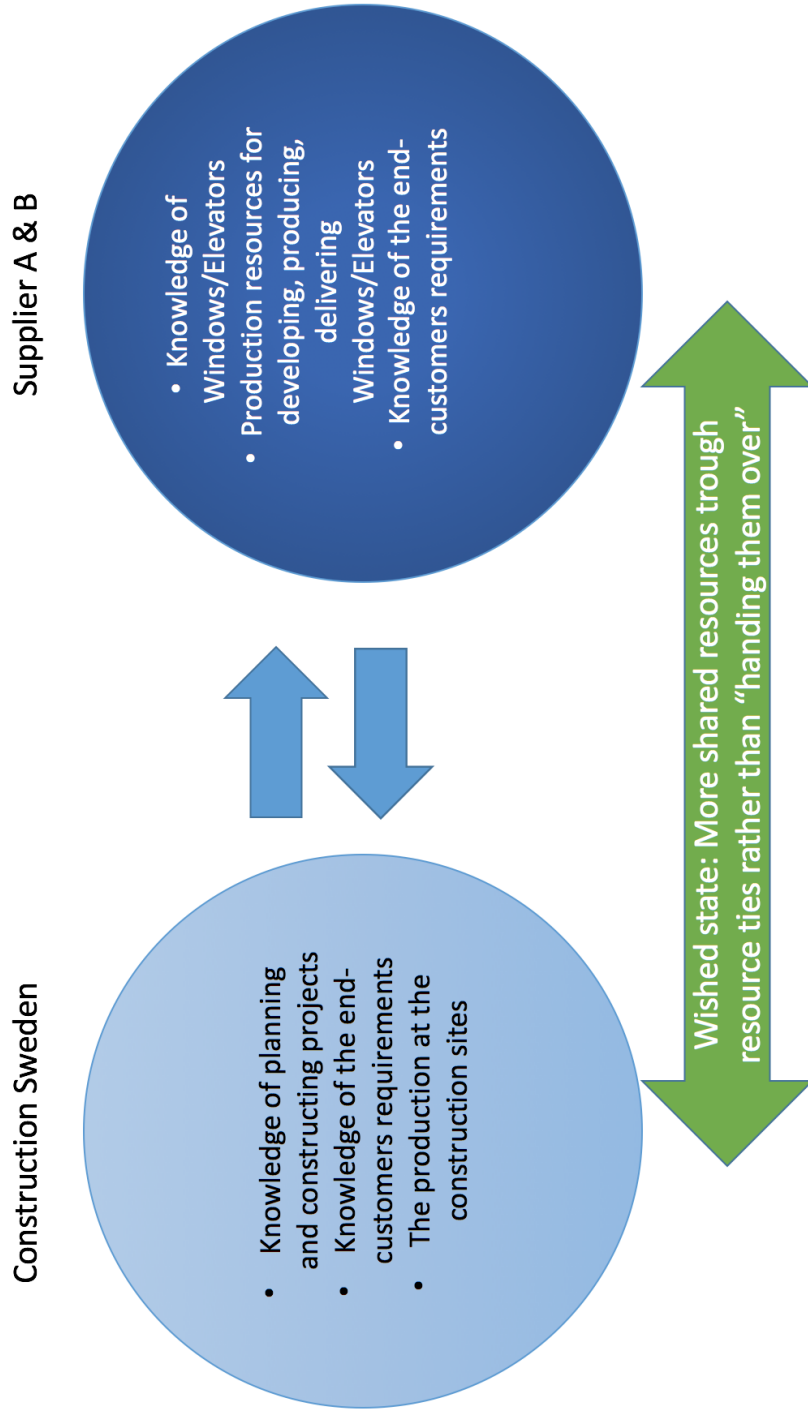 Construction Sweden
Supplier A & B
• Knowledge of planning
and constructing projects
• Knowledge of the end-
customers requirements
• The production at the
construction sites
• Knowledge of
Windows/Elevators
• Production resources for
developing, producing,
delivering
Windows/Elevators
• Knowledge of the end-
customers requirements
Wished state: More shared resources trough
resource ties rather than “handing them over”